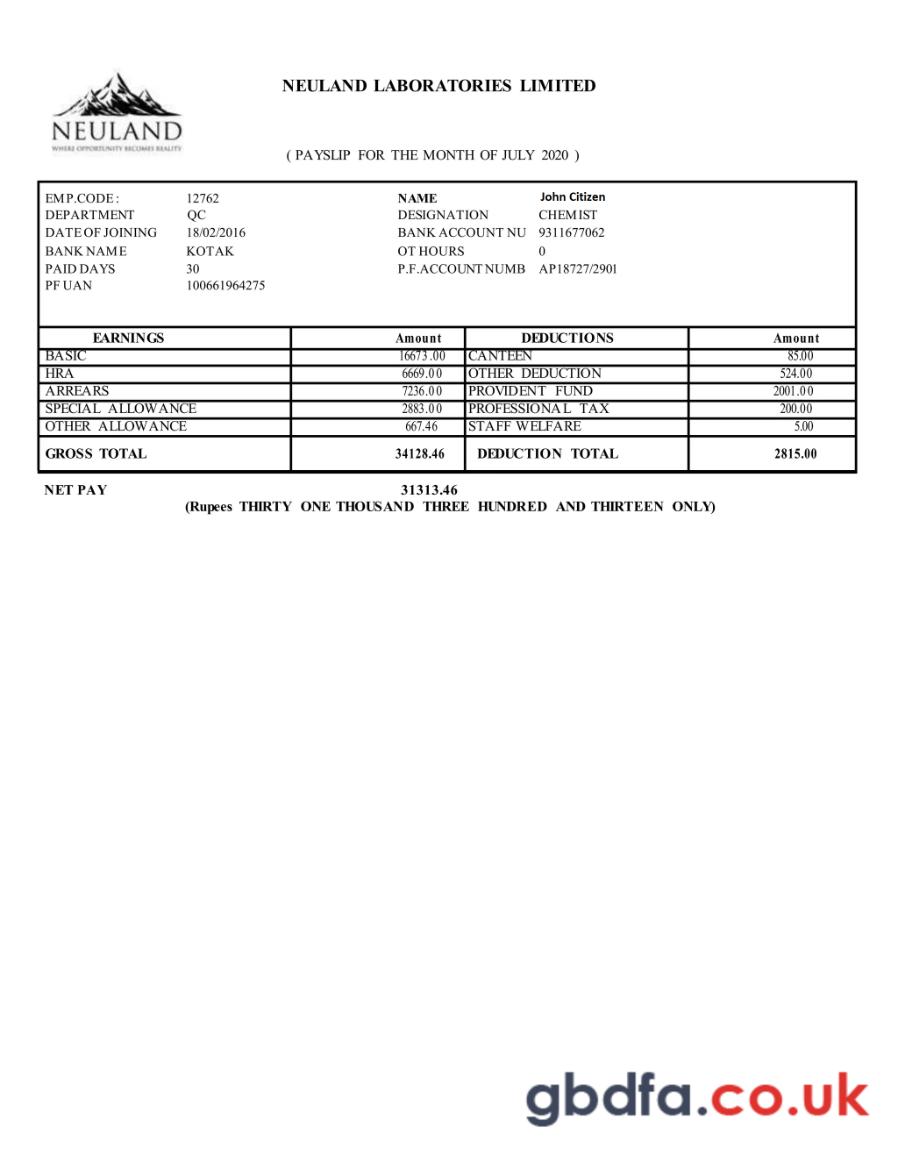 NEULAND LABORATORIES LIMITED
NEULAND
WHERE OPPORTUNITY BECOMES REALITY
( PAYSLIP FOR THE MONTH OF JULY 2020 )
EMP.CODE : 12762 NAME John Citizen
DEPARTMENT QC DESIGNATION CHEMIST
DATE OF JOINING 18/02/2016 BANK ACCOUNT NU 9311677062
BANK NAME KOTAK OT HOURS 0
PAID DAYS 30 P.F.ACCOUNT NUMB AP18727/2901
PF UAN 100661964275
EARNINGS Amount DEDUCTIONS Amount
BASIC 16673.00 CANTEEN 85.00
HRA 6669.00 OTHER DEDUCTION 524.00
ARREARS 7236.00 PROVIDENT FUND 2001.00
SPECIAL ALLOWANCE 2883.00 PROFESSIONAL TAX 200.00
OTHER ALLOWANCE 667.46 STAFF WELFARE 5.00
GROSS TOTAL 34128.46 DEDUCTION TOTAL 2815.00
NET PAY 31313.46
(Rupees THIRTY ONE THOUSAND THREE HUNDRED AND THIRTEEN ONLY)
gbdfa.co.uk